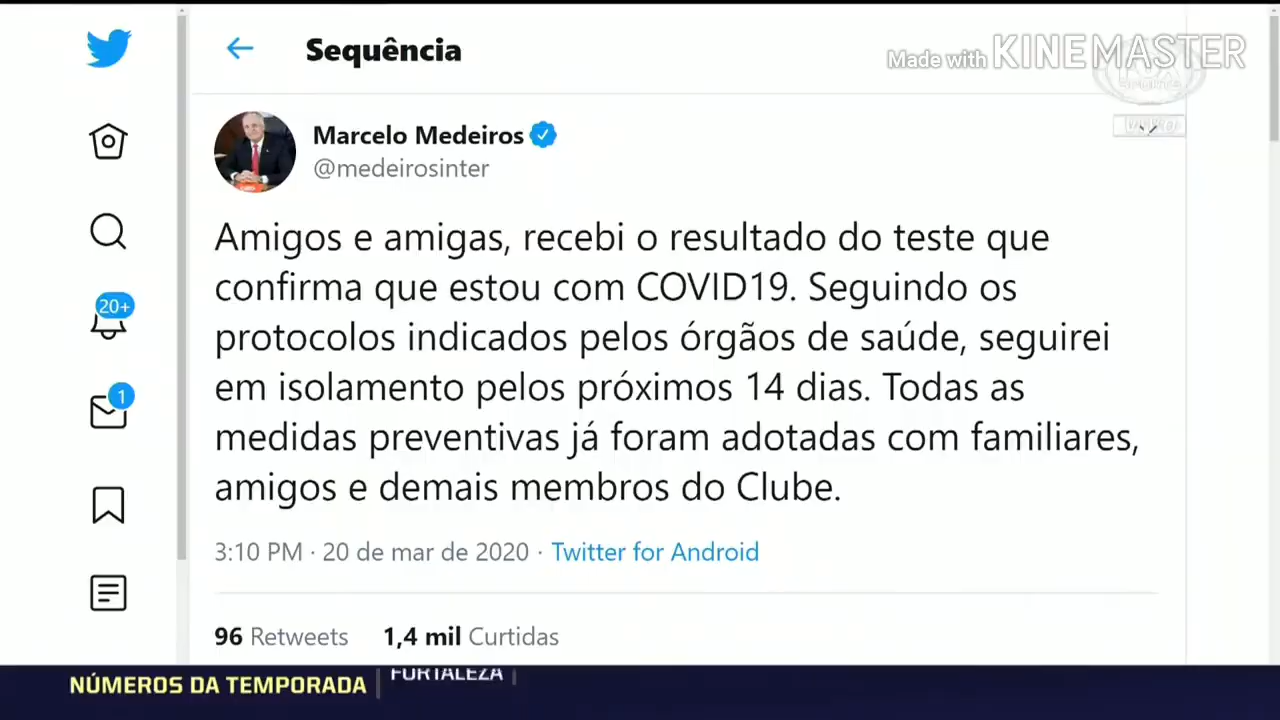 Sequência
Made with KINEMASTER
Marcelo Medeiros
@medeirosinter
Amigos e amigas, recebi o resultado do teste que
confirma que estou com COVID19. Seguindo os
protocolos indicados pelos órgãos de saúde, seguirei
em isolamento pelos próximos 14 dias. Todas as
medidas preventivas já foram adotadas com familiares,
amigos e demais membros do Clube.
20+
1
3:10 PM · 20 de mar de 2020 · Twitter for Android
96 Retweets 1,4 mil Curtidas
NÚMEROS DA TEMPORADA FORTALEZA